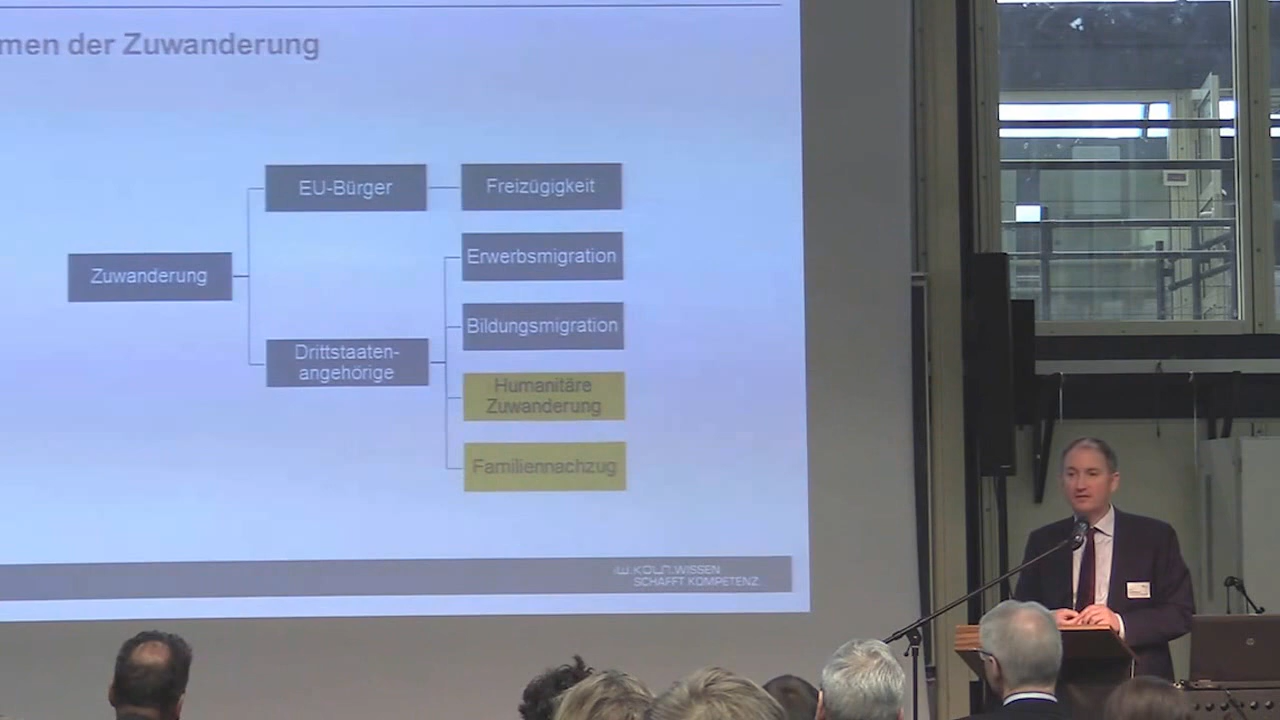 men der Zuwanderung
EU-Bürger
Freizügigkeit
Erwerbsmigration
Zuwanderung
Bildungsmigration
Drittstaaten-
angehörige
Humanitäre
Zuwanderung
Familiennachzug
iW.KÖLN.WISSEN
SCHAFFT KOMPETENZ.